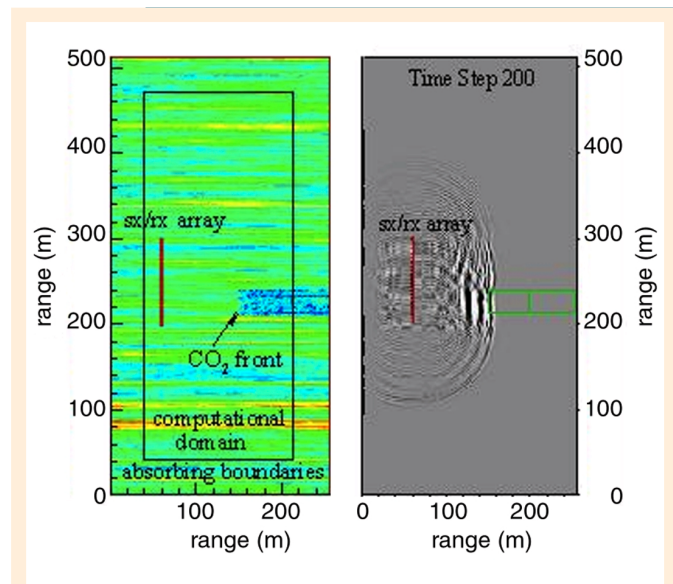 500
400
300
200
100
0
range (m)
sx/rx array
CO2 front
computational
domain
absorbing boundaries
100
200
range (m)
Time Step 200
sx/rx array
500
400
300
200
100
0
range (m)
0
100
200
range (m)